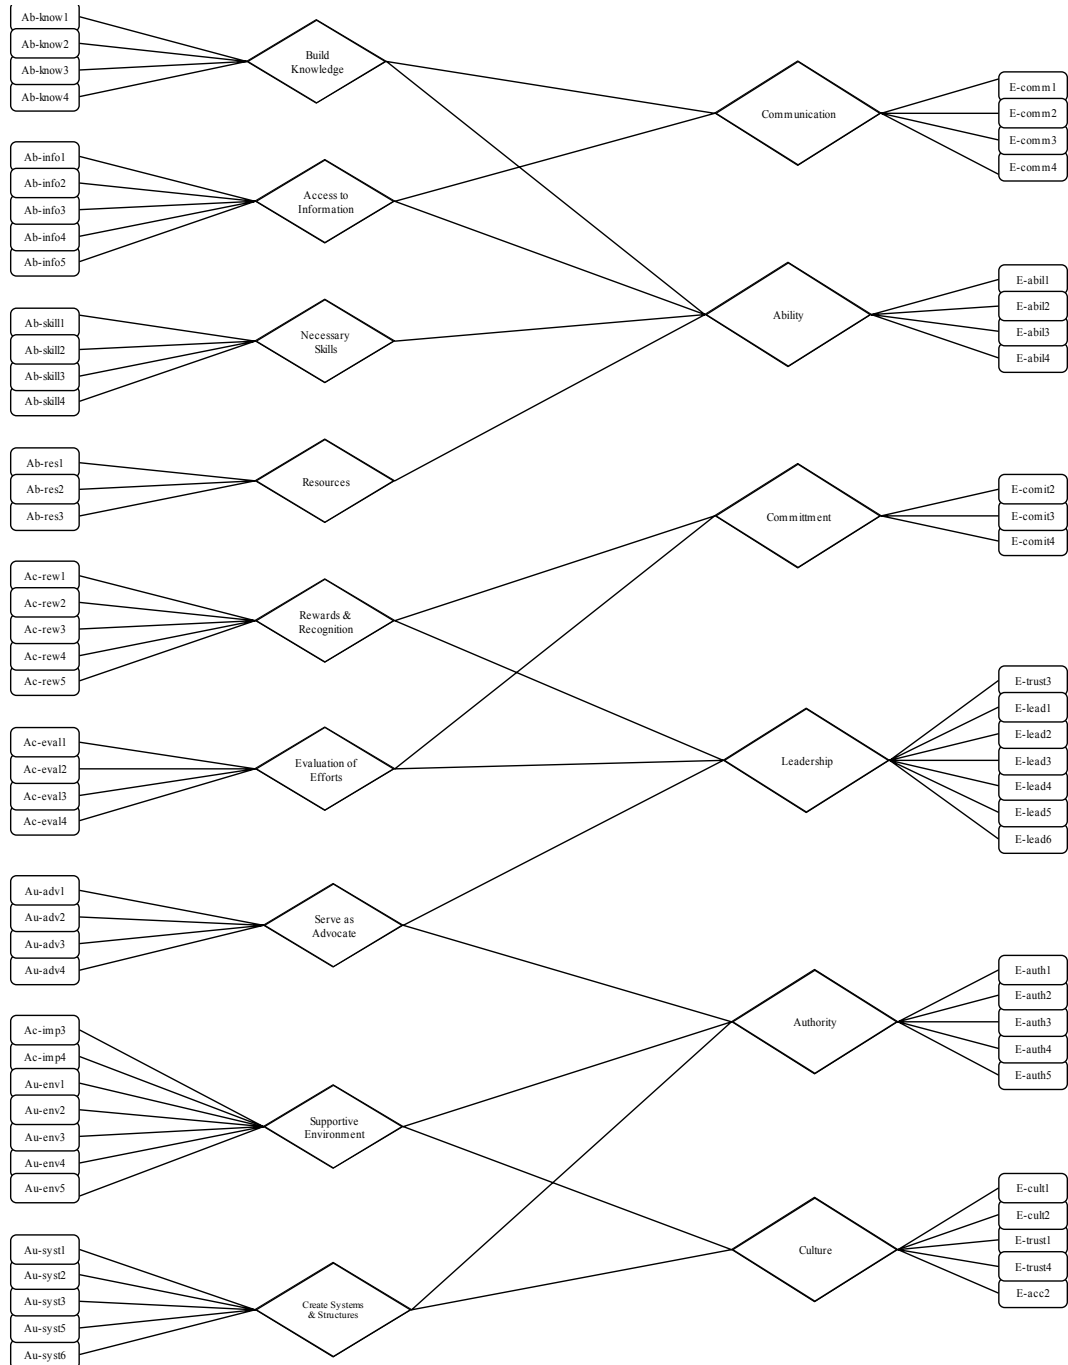 Ab-know1
Ab-know2
Ab-know3
Ab-know4
Build
Knowledge
Communication
E-comm1
E-comm2
E-comm3
E-comm4
Ab-info1
Ab-info2
Ab-info3
Ab-info4
Ab-info5
Access to
Information
Ability
E-abil1
E-abil2
E-abil3
E-abil4
Ab-skill1
Ab-skill2
Ab-skill3
Ab-skill4
Necessary
Skills
Ab-res1
Ab-res2
Ab-res3
Resources
Committment
E-comit2
E-comit3
E-comit4
Ac-rew1
Ac-rew2
Ac-rew3
Ac-rew4
Ac-rew5
Rewards &
Recognition
Leadership
E-trust3
E-lead1
E-lead2
E-lead3
E-lead4
E-lead5
E-lead6
Ac-eval1
Ac-eval2
Ac-eval3
Ac-eval4
Evaluation of
Efforts
Au-adv1
Au-adv2
Au-adv3
Au-adv4
Serve as
Advocate
Authority
E-auth1
E-auth2
E-auth3
E-auth4
E-auth5
Ac-imp3
Ac-imp4
Au-env1
Au-env2
Au-env3
Au-env4
Au-env5
Supportive
Environment
Culture
E-cult1
E-cult2
E-trust1
E-trust4
E-acc2
Au-syst1
Au-syst2
Au-syst3
Au-syst5
Au-syst6
Create Systems
& Structures